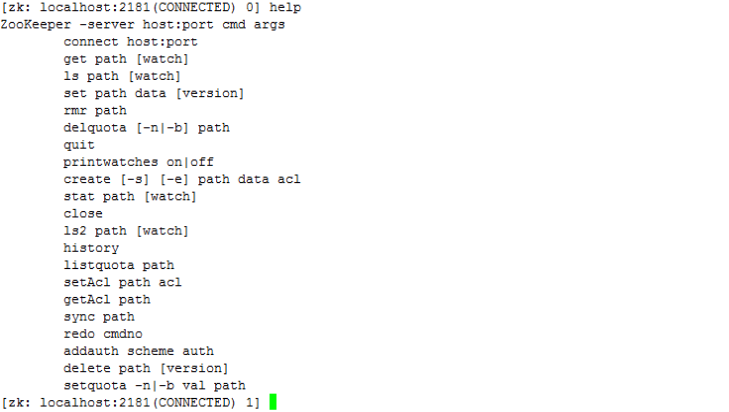 [zk: localhost:2181(CONNECTED) 0] help
ZooKeeper -server host:port cmd args
        connect host:port
        get path [watch]
        ls path [watch]
        set path data [version]
        rmr path
        delquota [-n|-b] path
        quit
        printwatches on|off
        create [-s] [-e] path data acl
        stat path [watch]
        close
        ls2 path [watch]
        history
        listquota path
        setAcl path acl
        getAcl path
        sync path
        redo cmdno
        addauth scheme auth
        delete path [version]
        setquota -n|-b val path
[zk: localhost:2181(CONNECTED) 1]